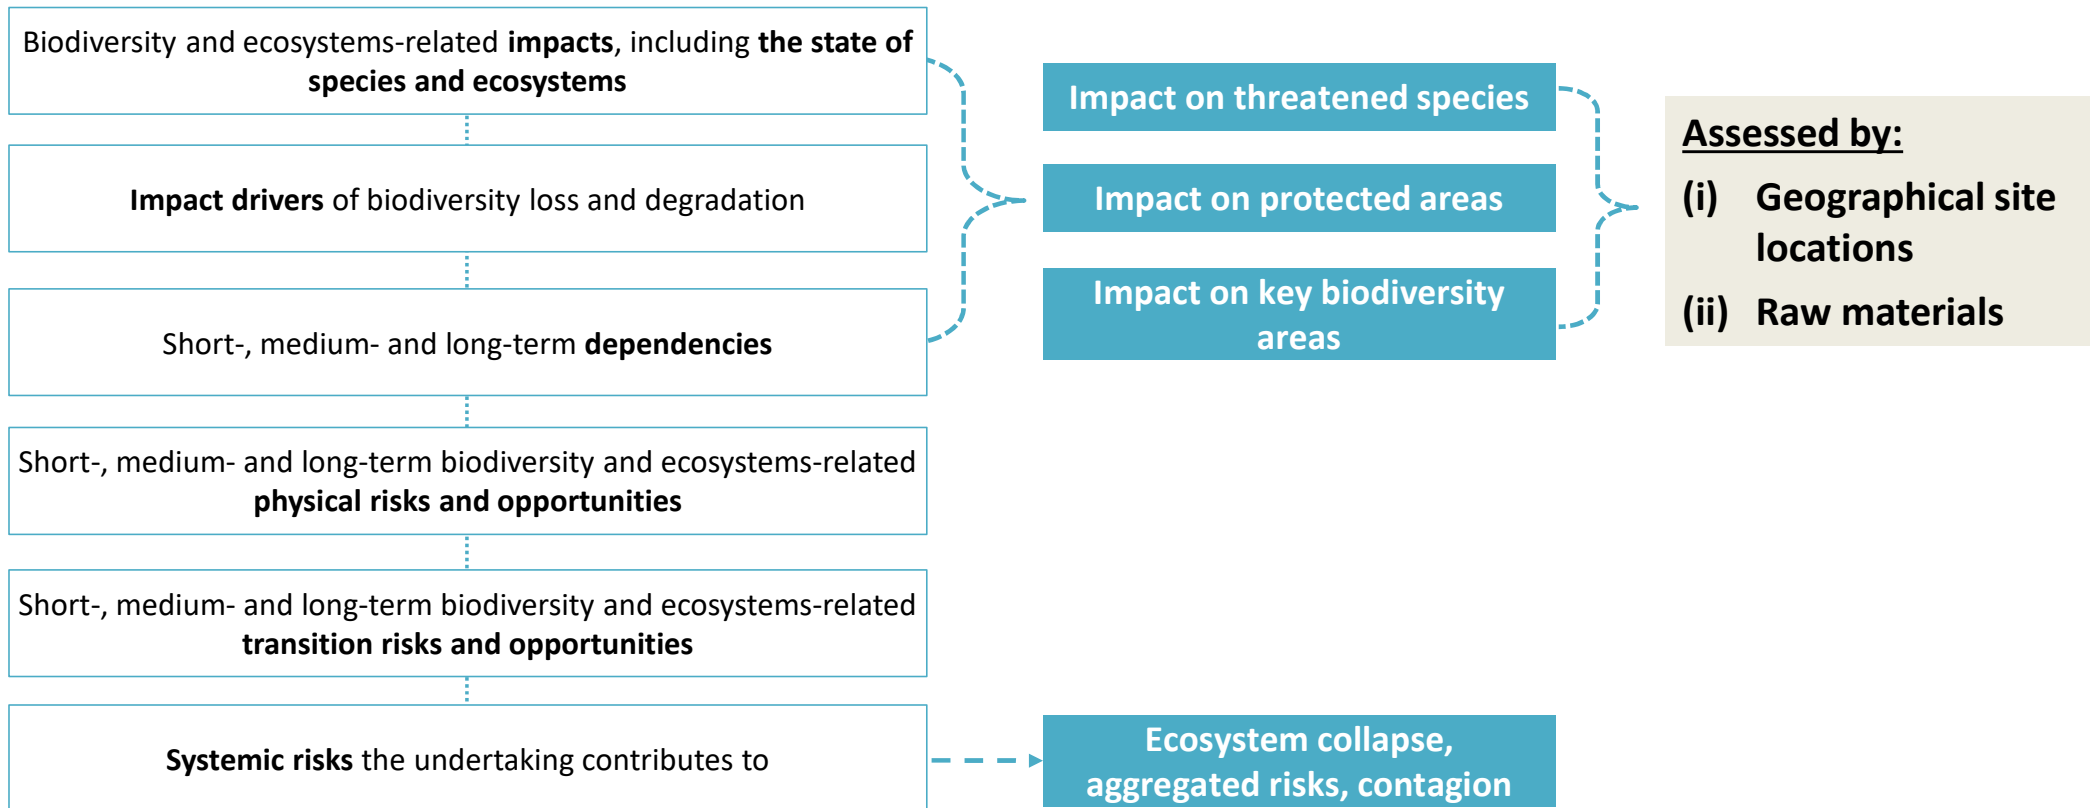 Biodiversity and ecosystems-related impacts, including the state of
species and ecosystems
Impact drivers of biodiversity loss and degradation
Short-, medium- and long-term dependencies
Short-, medium- and long-term biodiversity and ecosystems-related
physical risks and opportunities
Short-, medium- and long-term biodiversity and ecosystems-related
transition risks and opportunities
Systemic risks the undertaking contributes to
Impact on threatened species
Impact on protected areas
Impact on key biodiversity
areas
Ecosystem collapse,
aggregated risks, contagion
Assessed by:
(i) Geographical site
locations
(ii) Raw materials